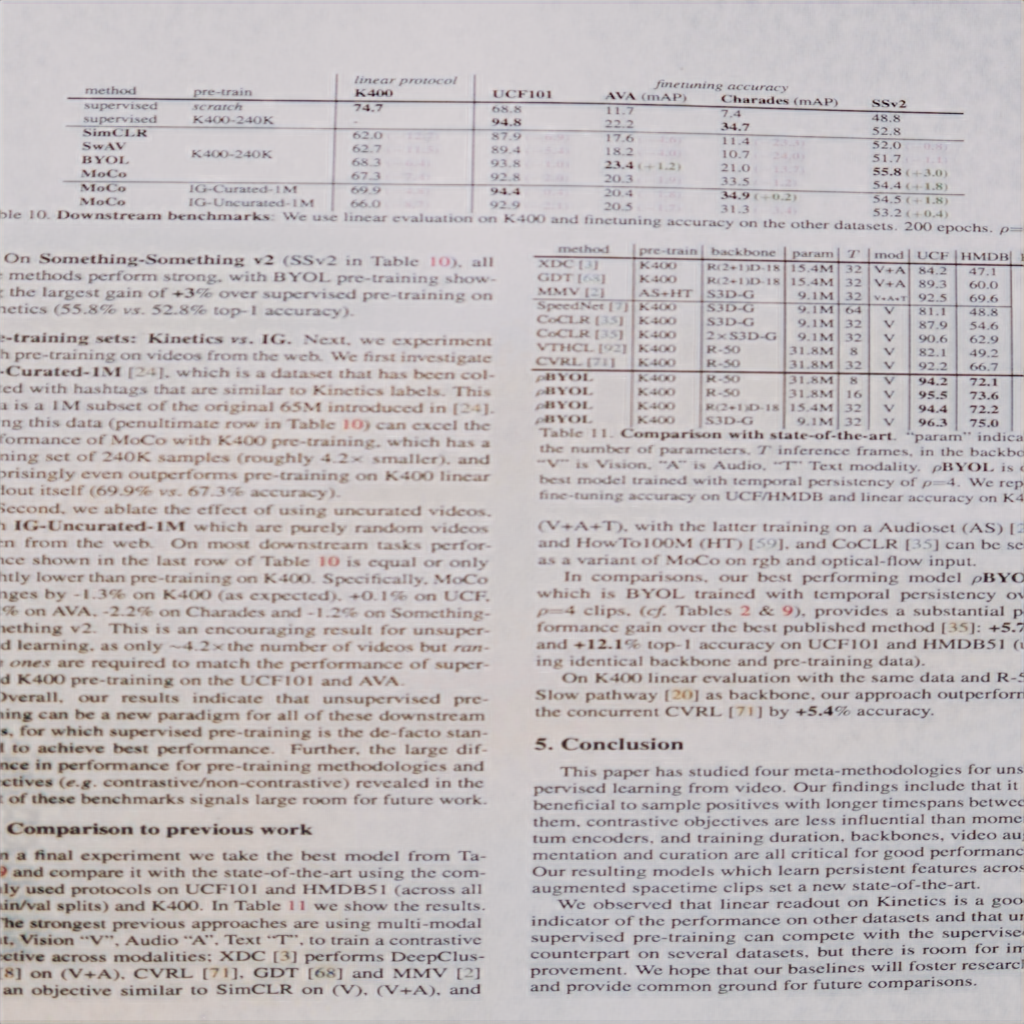 linear protocol finetuning accuracy
method pre-train K400 UCF101 AVA (mAP) Charades (mAP) SSv2
supervised scratch 74.7 68.8 11.7 7.4 48.8
supervised K400-240K - 94.8 22.2 34.7 52.8
SimCLR 62.0 87.9 17.6 11.4 52.0
SwAV 62.7 89.4 18.2 10.7 51.7
BYOL K400-240K 68.3 93.8 23.4 (+1.2) 21.0 55.8 (+3.0)
MoCo 67.3 92.8 20.3 33.5 54.4 (+1.8)
MoCo IG-Curated-1M 69.9 94.4 20.4 34.9 (+0.2) 54.5 (+1.8)
MoCo IG-Uncurated-1M 66.0 92.9 20.5 31.3 53.2 (+0.4)
ble 10. Downstream benchmarks: We use linear evaluation on K400 and finetuning accuracy on the other datasets. 200 epochs. ρ=
On Something-Something v2 (SSv2 in Table 10), all
methods perform strong, with BYOL pre-training show-
the largest gain of +3% over supervised pre-training on
netics (55.8% vs. 52.8% top-1 accuracy).
e-training sets: Kinetics vs. IG. Next, we experiment
h pre-training on videos from the web. We first investigate
-Curated-1M [24], which is a dataset that has been col-
ted with hashtags that are similar to Kinetics labels. This
a is a 1M subset of the original 65M introduced in [24].
ng this data (penultimate row in Table 10) can excel the
formance of MoCo with K400 pre-training, which has a
ning set of 240K samples (roughly 4.2× smaller), and
prisingly even outperforms pre-training on K400 linear
dout itself (69.9% vs. 67.3% accuracy).
Second, we ablate the effect of using uncurated videos,
h IG-Uncurated-1M which are purely random videos
en from the web. On most downstream tasks perfor-
nce shown in the last row of Table 10 is equal or only
htly lower than pre-training on K400. Specifically, MoCo
nges by -1.3% on K400 (as expected), +0.1% on UCF,
% on AVA, -2.2% on Charades and -1.2% on Something-
nething v2. This is an encouraging result for unsuper-
d learning, as only ~4.2× the number of videos but ran-
ones are required to match the performance of super-
d K400 pre-training on the UCF101 and AVA.
Overall, our results indicate that unsupervised pre-
ning can be a new paradigm for all of these downstream
s, for which supervised pre-training is the de-facto stan-
l to achieve best performance. Further, the large dif-
nce in performance for pre-training methodologies and
ectives (e.g. contrastive/non-contrastive) revealed in the
t of these benchmarks signals large room for future work.
Comparison to previous work
n a final experiment we take the best model from Ta-
9 and compare it with the state-of-the-art using the com-
ly used protocols on UCF101 and HMDB51 (across all
ain/val splits) and K400. In Table 11 we show the results.
The strongest previous approaches are using multi-modal
t, Vision "V", Audio "A", Text "T", to train a contrastive
ective across modalities; XDC [3] performs DeepClus-
[8] on (V+A), CVRL [71], GDT [68] and MMV [2]
an objective similar to SimCLR on (V), (V+A), and
method pre-train backbone param T mod UCF HMDB
XDC [3] K400 R(2+1)D-18 15.4M 32 V+A 84.2 47.1
GDT [68] K400 R(2+1)D-18 15.4M 32 V+A 89.3 60.0
MMV [2] AS+HT S3D-G 9.1M 32 V+A+T 92.5 69.6
SpeedNet [7] K400 S3D-G 9.1M 64 V 81.1 48.8
CoCLR [35] K400 S3D-G 9.1M 32 V 87.9 54.6
CoCLR [35] K400 2×S3D-G 9.1M 32 V 90.6 62.9
VTHCL [92] K400 R-50 31.8M 8 V 82.1 49.2
CVRL [71] K400 R-50 31.8M 32 V 92.2 66.7
ρBYOL K400 R-50 31.8M 8 V 94.2 72.1
ρBYOL K400 R-50 31.8M 16 V 95.5 73.6
ρBYOL K400 R(2+1)D-18 15.4M 32 V 94.4 72.2
ρBYOL K400 S3D-G 9.1M 32 V 96.3 75.0
Table 11. Comparison with state-of-the-art. "param" indica
the number of parameters, T inference frames, in the backbo
"V" is Vision, "A" is Audio, "T" Text modality. ρBYOL is
best model trained with temporal persistency of ρ=4. We rep
fine-tuning accuracy on UCF/HMDB and linear accuracy on K4
(V+A+T), with the latter training on a Audioset (AS) [
and HowTo100M (HT) [59], and CoCLR [35] can be se
as a variant of MoCo on rgb and optical-flow input.
In comparisons, our best performing model ρBYO
which is BYOL trained with temporal persistency ov
ρ=4 clips, (cf. Tables 2 & 9), provides a substantial p
formance gain over the best published method [35]: +5.7
and +12.1% top-1 accuracy on UCF101 and HMDB51 (u
ing identical backbone and pre-training data).
On K400 linear evaluation with the same data and R-5
Slow pathway [20] as backbone, our approach outperform
the concurrent CVRL [71] by +5.4% accuracy.
5. Conclusion
This paper has studied four meta-methodologies for uns
pervised learning from video. Our findings include that it
beneficial to sample positives with longer timespans betwee
them, contrastive objectives are less influential than mome
tum encoders, and training duration, backbones, video au
mentation and curation are all critical for good performanc
Our resulting models which learn persistent features acros
augmented spacetime clips set a new state-of-the-art.
We observed that linear readout on Kinetics is a goo
indicator of the performance on other datasets and that un
supervised pre-training can compete with the supervise
counterpart on several datasets, but there is room for im
provement. We hope that our baselines will foster researc
and provide common ground for future comparisons.